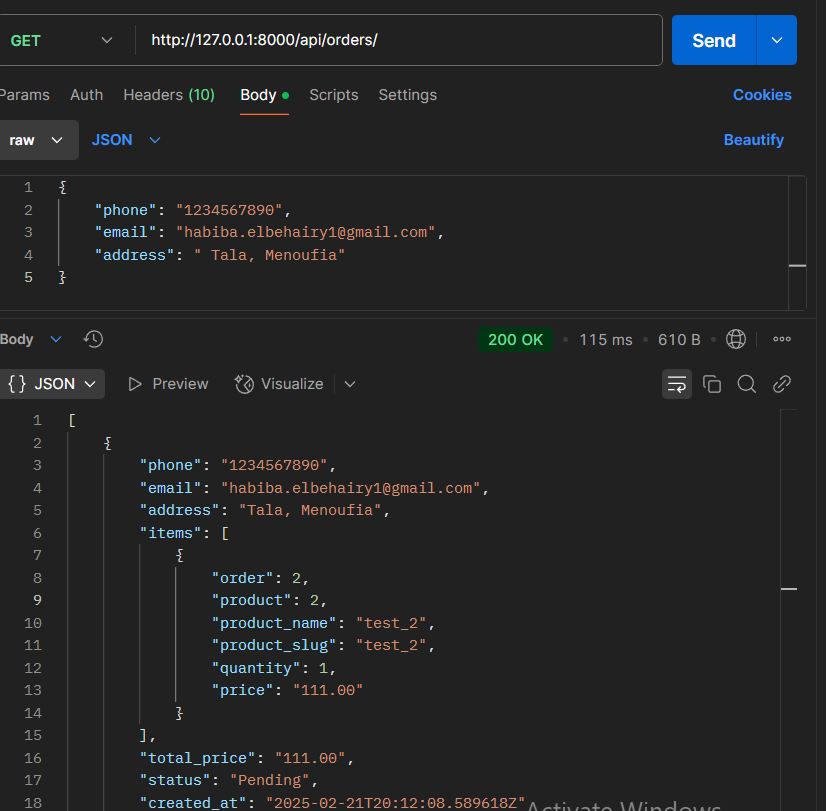 GET http://127.0.0.1:8000/api/orders/ Send
Params Auth Headers (10) Body Scripts Settings Cookies
raw JSON Beautify
1 {
2 "phone": "1234567890",
3 "email": "habiba.elbehairy1@gmail.com",
4 "address": " Tala, Menoufia"
5 }
Body 200 OK 115 ms 610 B
{} JSON Preview Visualize
1 [
2 {
3 "phone": "1234567890",
4 "email": "habiba.elbehairy1@gmail.com",
5 "address": "Tala, Menoufia",
6 "items": [
7 {
8 "order": 2,
9 "product": 2,
10 "product_name": "test_2",
11 "product_slug": "test_2",
12 "quantity": 1,
13 "price": "111.00"
14 }
15 ],
16 "total_price": "111.00",
17 "status": "Pending",
18 "created_at": "2025-02-21T20:12:08.589618Z"
Activate Windows